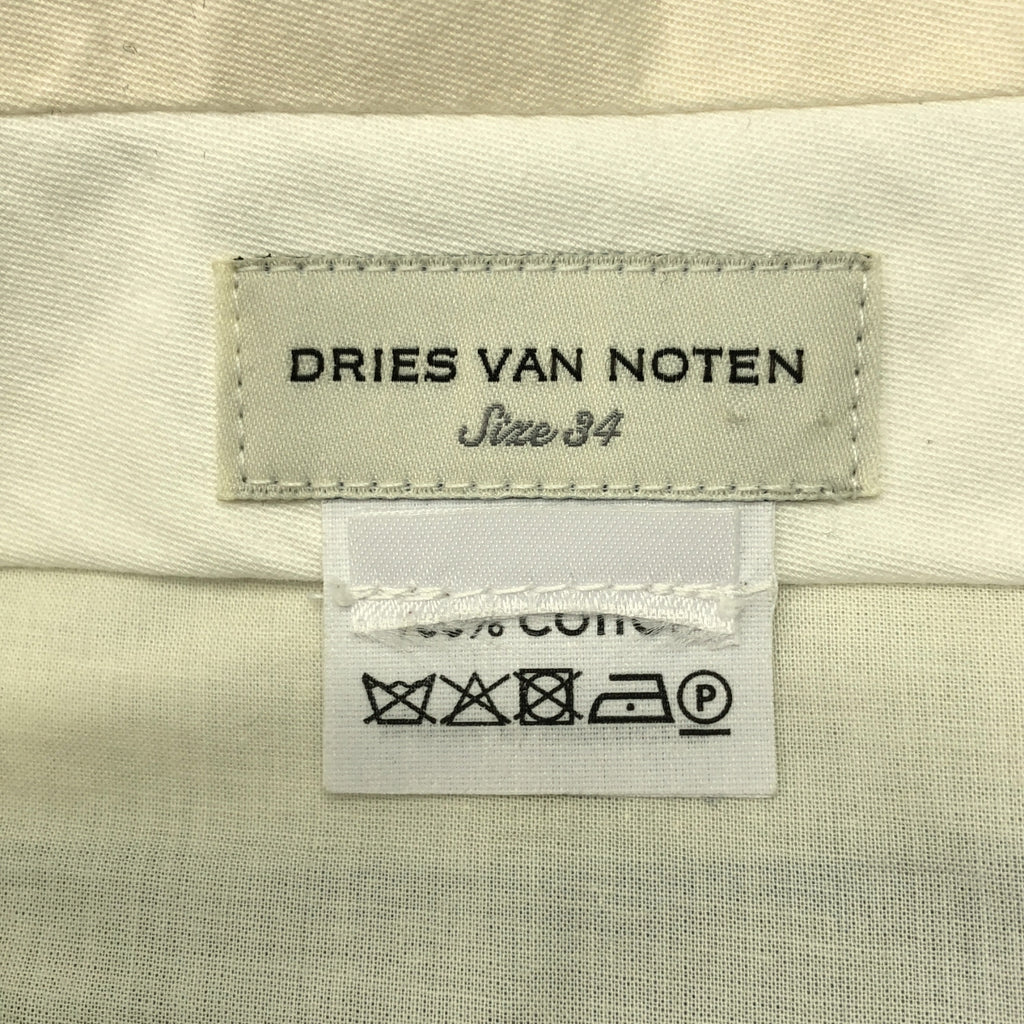 DRIES VAN NOTEN
Size 34
P